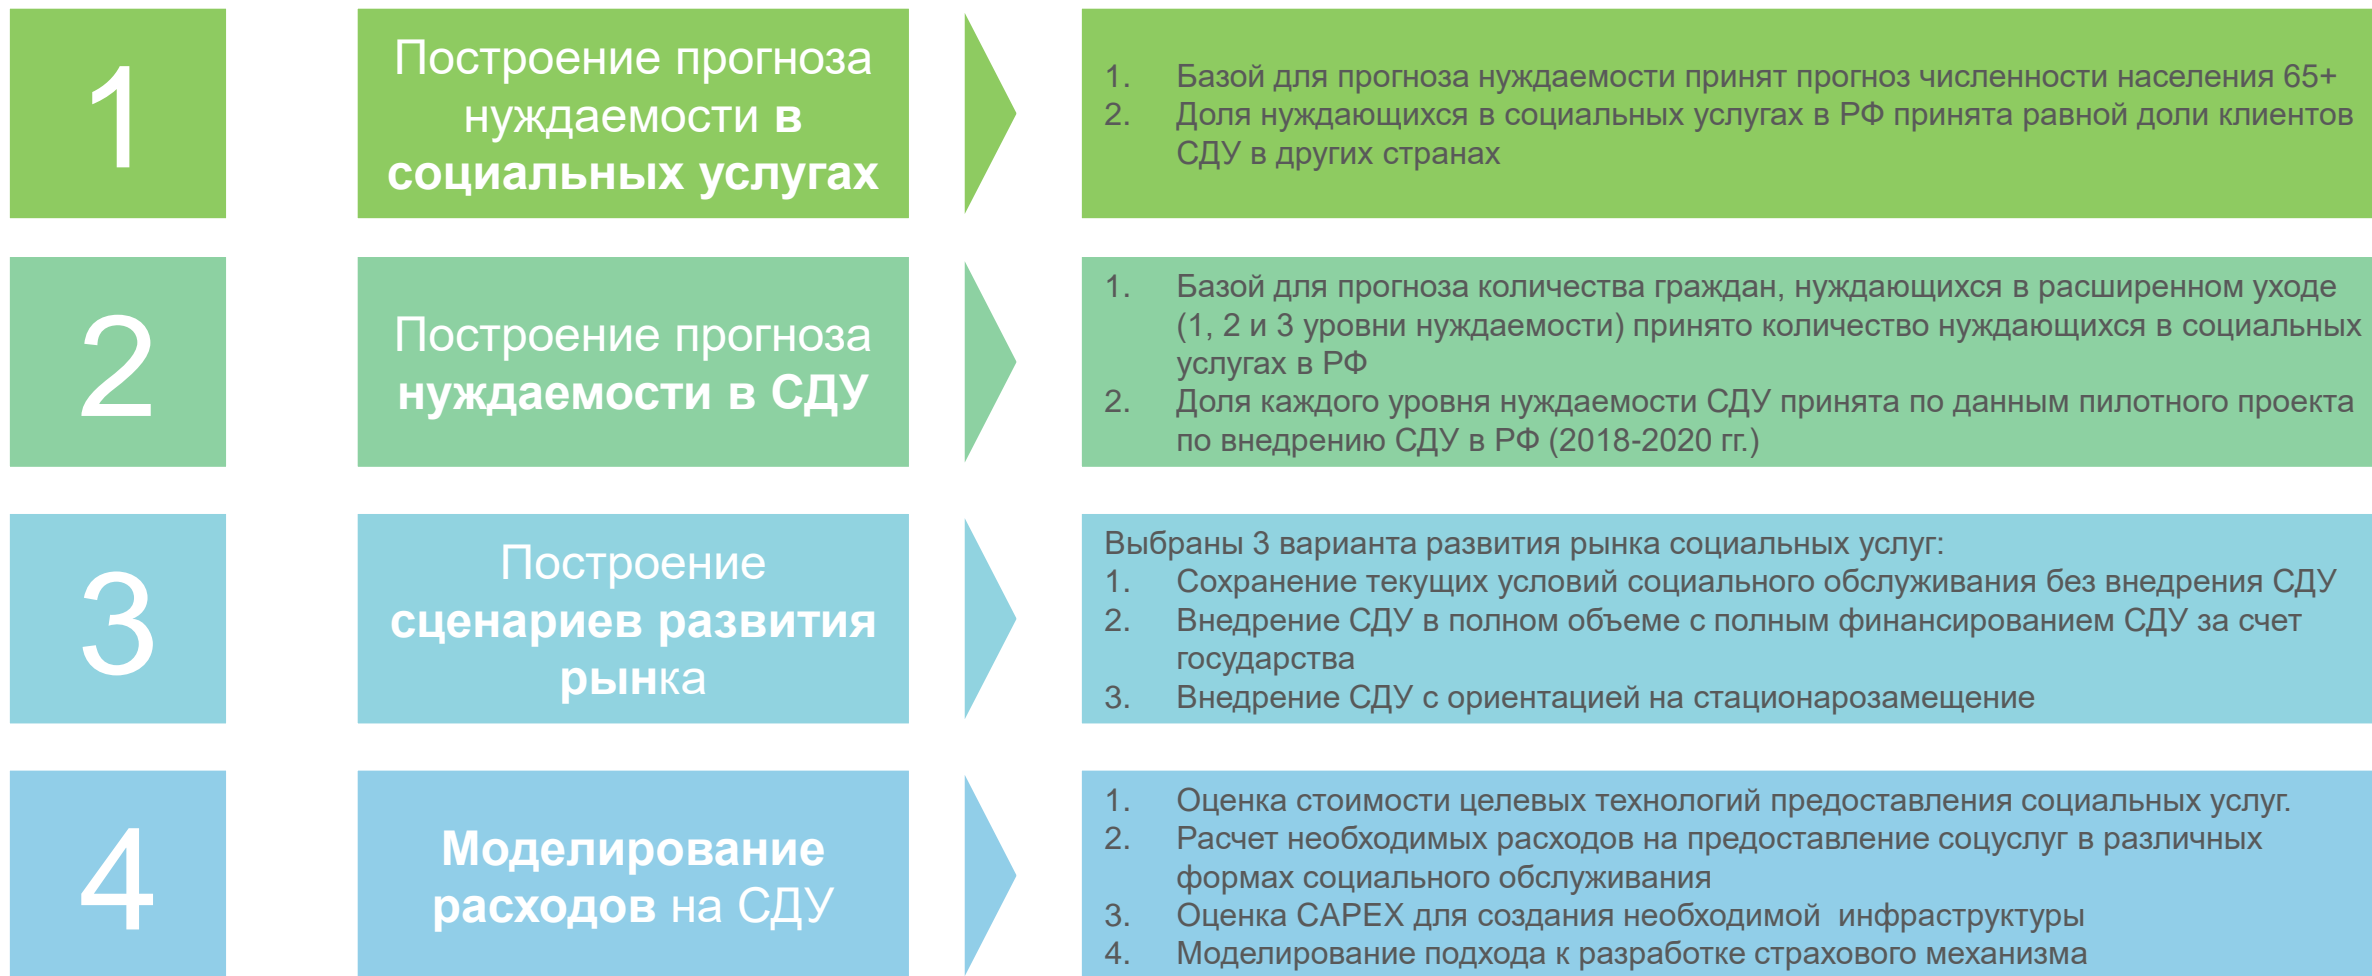 1
Построение прогноза
нуждаемости в
социальных услугах
1. Базой для прогноза нуждаемости принят прогноз численности населения 65+
2. Доля нуждающихся в социальных услугах в РФ принята равной доли клиентов
СДУ в других странах
2
Построение прогноза
нуждаемости в СДУ
1. Базой для прогноза количества граждан, нуждающихся в расширенном уходе
(1, 2 и 3 уровни нуждаемости) принято количество нуждающихся в социальных
услугах в РФ
2. Доля каждого уровня нуждаемости СДУ принята по данным пилотного проекта
по внедрению СДУ в РФ (2018-2020 гг.)
3
Построение
сценариев развития
рынка
Выбраны 3 варианта развития рынка социальных услуг:
1. Сохранение текущих условий социального обслуживания без внедрения СДУ
2. Внедрение СДУ в полном объеме с полным финансированием СДУ за счет
государства
3. Внедрение СДУ с ориентацией на стационарозамещение
4
Моделирование
расходов на СДУ
1. Оценка стоимости целевых технологий предоставления социальных услуг.
2. Расчет необходимых расходов на предоставление соцуслуг в различных
формах социального обслуживания
3. Оценка CAPEX для создания необходимой инфраструктуры
4. Моделирование подхода к разработке страхового механизма